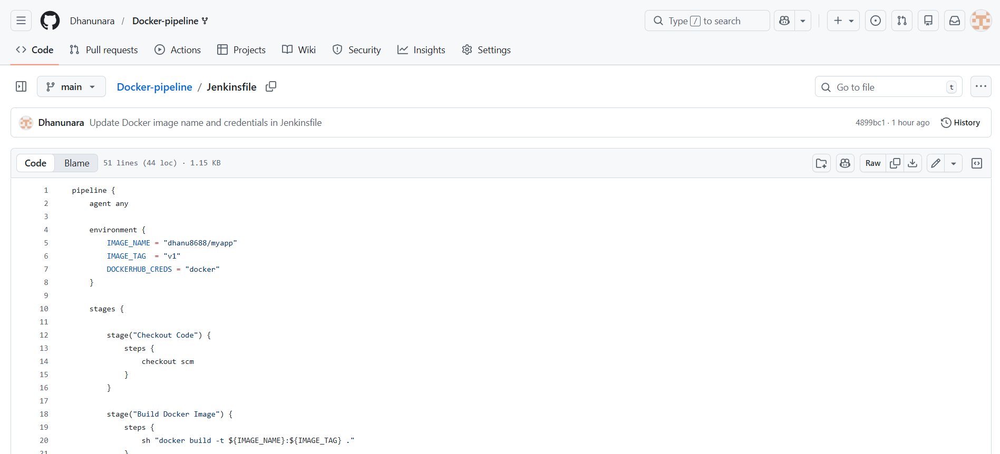 Dhanunara / Docker-pipeline
Type / to search
Code Pull requests Actions Projects Wiki Security Insights Settings
main
Docker-pipeline / Jenkinsfile
Go to file t
Dhanunara Update Docker image name and credentials in Jenkinsfile
4899bc1 · 1 hour ago History
Code Blame 51 lines (44 loc) · 1.15 KB
Raw
1 pipeline {
2     agent any
3
4     environment {
5         IMAGE_NAME = "dhanu8688/myapp"
6         IMAGE_TAG  = "v1"
7         DOCKERHUB_CREDS = "docker"
8     }
9
10     stages {
11
12         stage("Checkout Code") {
13             steps {
14                 checkout scm
15             }
16         }
17
18         stage("Build Docker Image") {
19             steps {
20                 sh "docker build -t ${IMAGE_NAME}:${IMAGE_TAG} ."
21             }